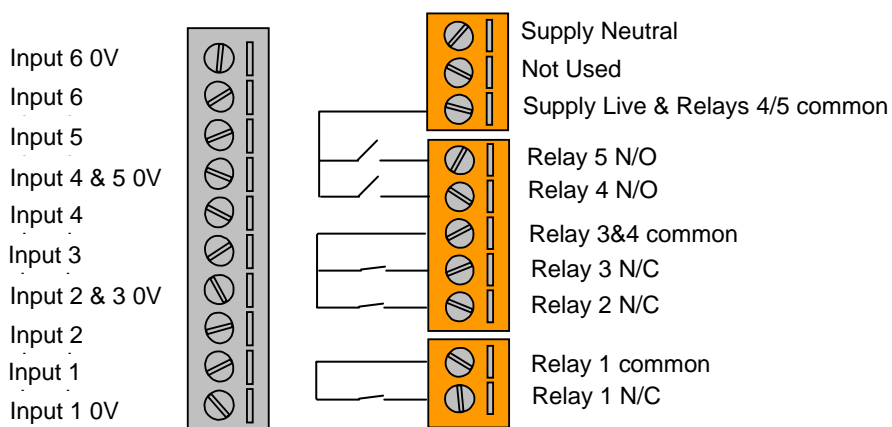 Input 6 0V
Input 6
Input 5
Input 4 & 5 0V
Input 4
Input 3
Input 2 & 3 0V
Input 2
Input 1
Input 1 0V
Supply Neutral
Not Used
Supply Live & Relays 4/5 common
Relay 5 N/O
Relay 4 N/O
Relay 3&4 common
Relay 3 N/C
Relay 2 N/C
Relay 1 common
Relay 1 N/C